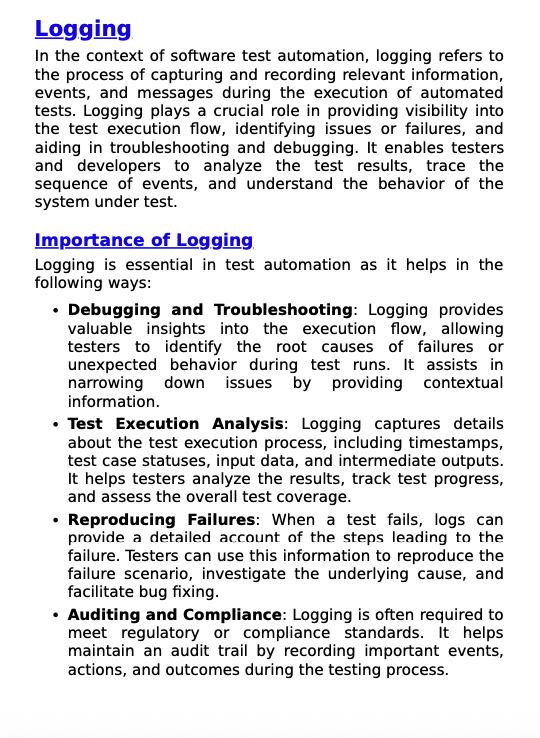 Logging
In the context of software test automation, logging refers to
the process of capturing and recording relevant information,
events, and messages during the execution of automated
tests. Logging plays a crucial role in providing visibility into
the test execution flow, identifying issues or failures, and
aiding in troubleshooting and debugging. It enables testers
and developers to analyze the test results, trace the
sequence of events, and understand the behavior of the
system under test.
Importance of Logging
Logging is essential in test automation as it helps in the
following ways:
• Debugging and Troubleshooting: Logging provides
valuable insights into the execution flow, allowing
testers to identify the root causes of failures or
unexpected behavior during test runs. It assists in
narrowing down issues by providing contextual
information.
• Test Execution Analysis: Logging captures details
about the test execution process, including timestamps,
test case statuses, input data, and intermediate outputs.
It helps testers analyze the results, track test progress,
and assess the overall test coverage.
• Reproducing Failures: When a test fails, logs can
provide a detailed account of the steps leading to the
failure. Testers can use this information to reproduce the
failure scenario, investigate the underlying cause, and
facilitate bug fixing.
• Auditing and Compliance: Logging is often required to
meet regulatory or compliance standards. It helps
maintain an audit trail by recording important events,
actions, and outcomes during the testing process.